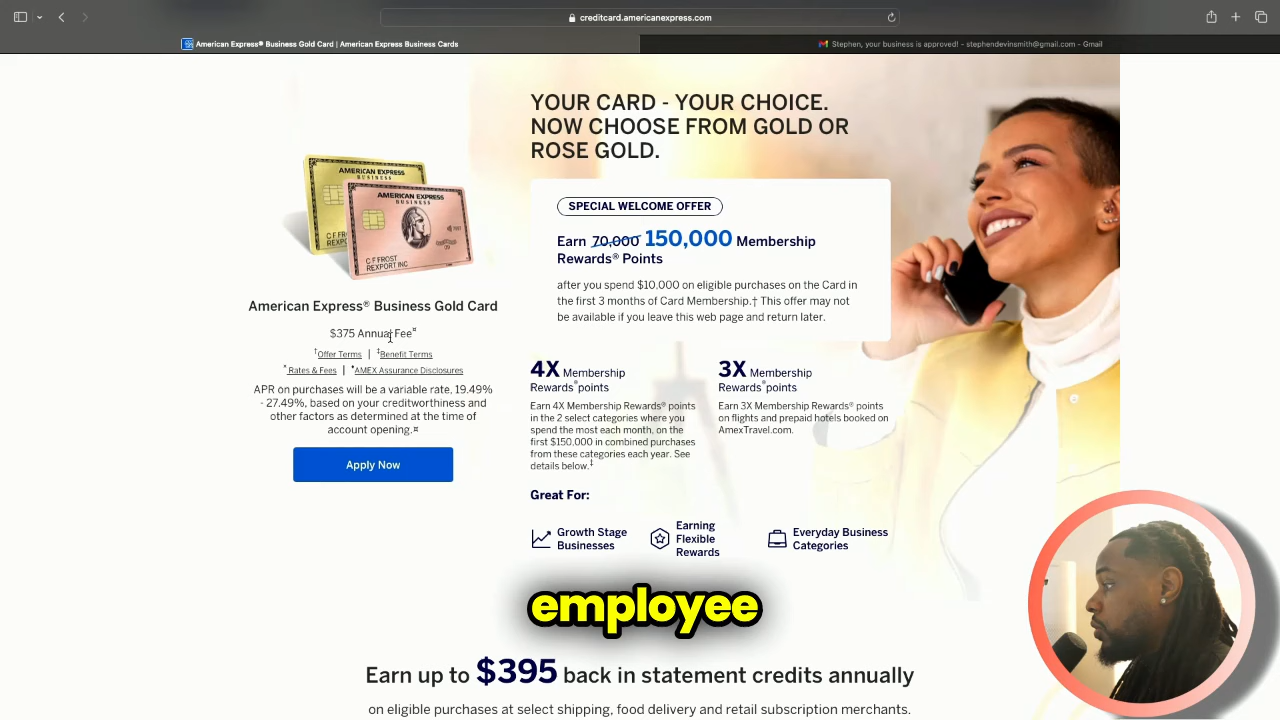 creditcard.americanexpress.com
American Express® Business Gold Card | American Express Business Cards
Stephen, your business is approved! - stephendevinsmith@gmail.com - Gmail
YOUR CARD - YOUR CHOICE.
NOW CHOOSE FROM GOLD OR
ROSE GOLD.
SPECIAL WELCOME OFFER
Earn 70,000 150,000 Membership
Rewards® Points
after you spend $10,000 on eligible purchases on the Card in
the first 3 months of Card Membership.† This offer may not
be available if you leave this web page and return later.
AMERICAN EXPRESS
BUSINESS
C F FRO
REXPO
AMERICAN EXPRESS
BUSINESS
C F FROST
REXPORT INC
American Express® Business Gold Card
$375 Annual Fee¤
†Offer Terms | ‡Benefit Terms
¤Rates & Fees | *AMEX Assurance Disclosures
APR on purchases will be a variable rate, 19.49%
- 27.49%, based on your creditworthiness and
other factors as determined at the time of
account opening.¤
Apply Now
4X Membership
Rewards® points
Earn 4X Membership Rewards® points
in the 2 select categories where you
spend the most each month, on the
first $150,000 in combined purchases
from these categories each year. See
details below.‡
3X Membership
Rewards® points
Earn 3X Membership Rewards® points
on flights and prepaid hotels booked on
AmexTravel.com.
Great For:
Growth Stage
Businesses
Earning
Flexible
Rewards
Everyday Business
Categories
employee
Earn up to $395 back in statement credits annually
on eligible purchases at select shipping, food delivery and retail subscription merchants.